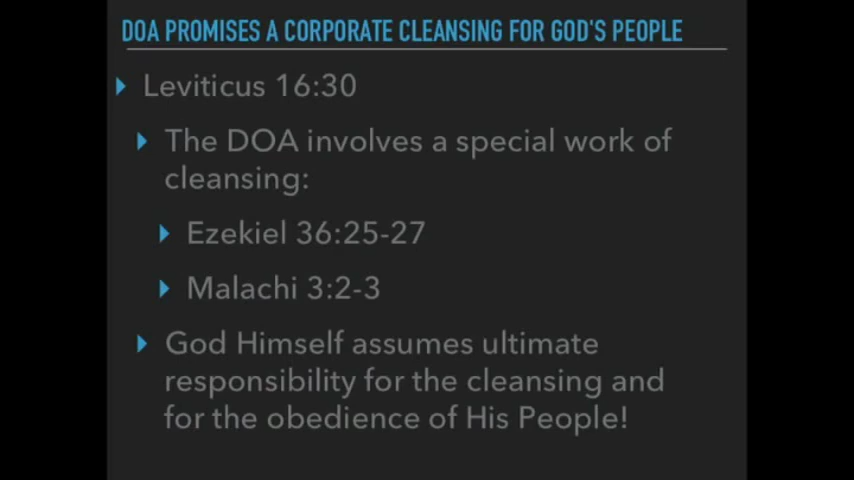 DOA PROMISES A CORPORATE CLEANSING FOR GOD'S PEOPLE
Leviticus 16:30
The DOA involves a special work of
cleansing:
Ezekiel 36:25-27
Malachi 3:2-3
God Himself assumes ultimate
responsibility for the cleansing and
for the obedience of His People!